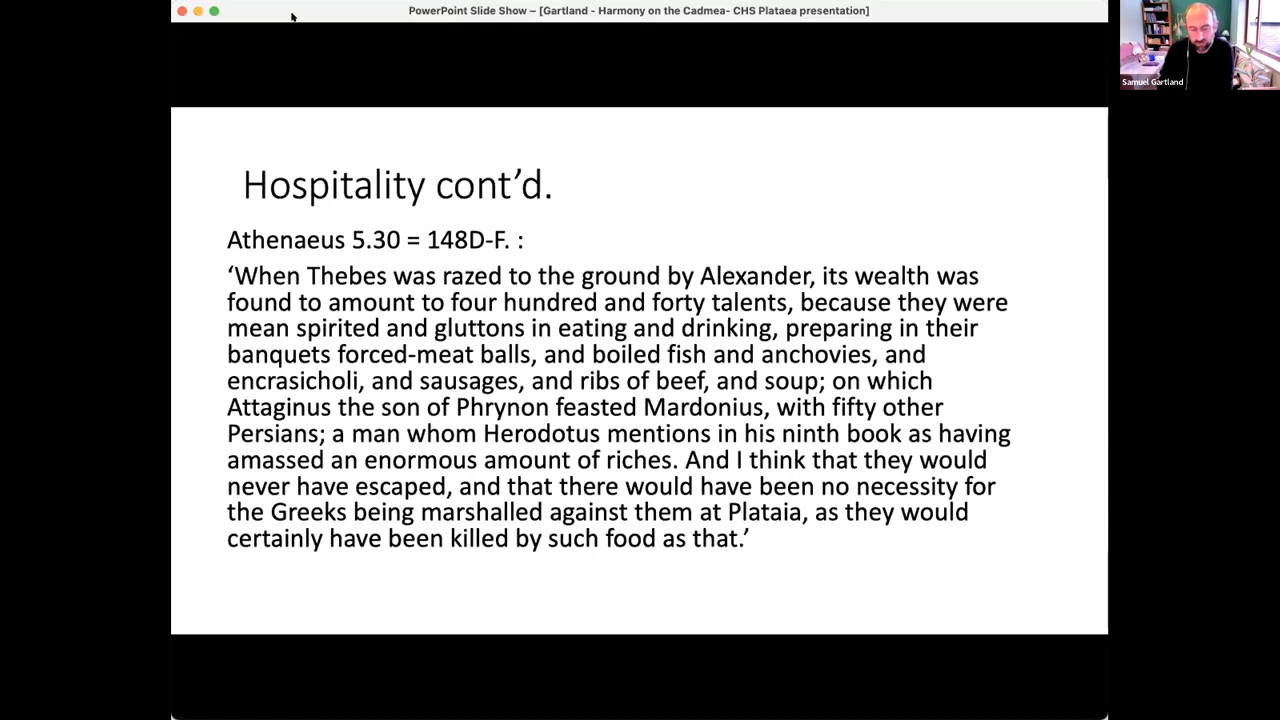 PowerPoint Slide Show – [Gartland - Harmony on the Cadmea- CHS Plataea presentation]
Samuel Gartland
Hospitality cont’d.
Athenaeus 5.30 = 148D-F. :
‘When Thebes was razed to the ground by Alexander, its wealth was
found to amount to four hundred and forty talents, because they were
mean spirited and gluttons in eating and drinking, preparing in their
banquets forced-meat balls, and boiled fish and anchovies, and
encrasicholi, and sausages, and ribs of beef, and soup; on which
Attaginus the son of Phrynon feasted Mardonius, with fifty other
Persians; a man whom Herodotus mentions in his ninth book as having
amassed an enormous amount of riches. And I think that they would
never have escaped, and that there would have been no necessity for
the Greeks being marshalled against them at Plataia, as they would
certainly have been killed by such food as that.’